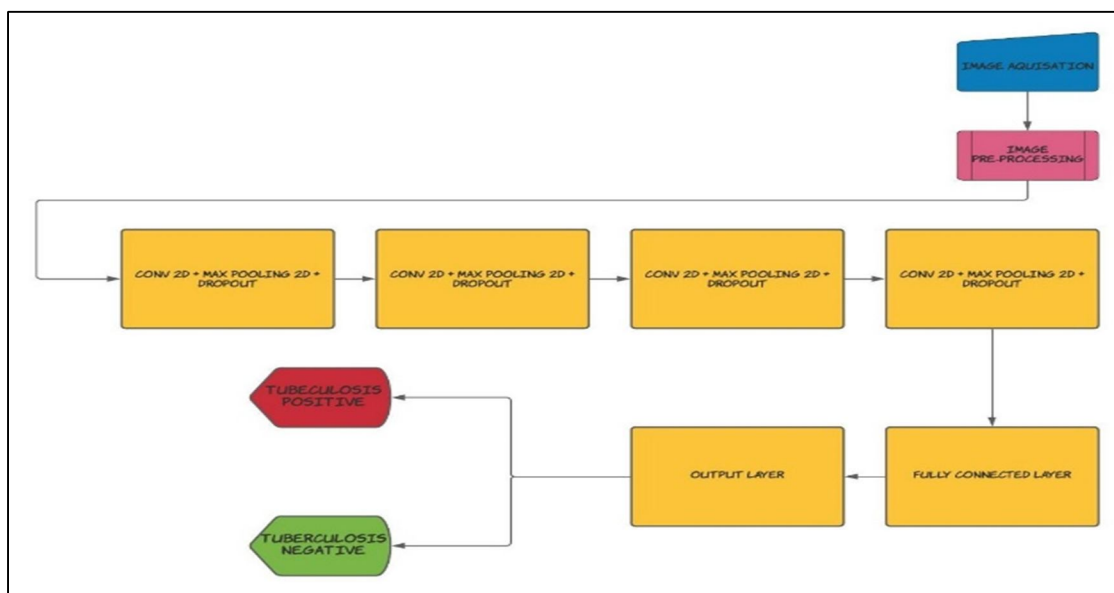 IMAGE AQUISATION
IMAGE
PRE-PROCESSING
CONV 2D + MAX POOLING 2D +
DROPOUT
CONV 2D + MAX POOLING 2D +
DROPOUT
CONV 2D + MAX POOLING 2D +
DROPOUT
CONV 2D + MAX POOLING 2D +
DROPOUT
FULLY CONNECTED LAYER
OUTPUT LAYER
TUBECULOSIS
POSITIVE
TUBERCULOSIS
NEGATIVE